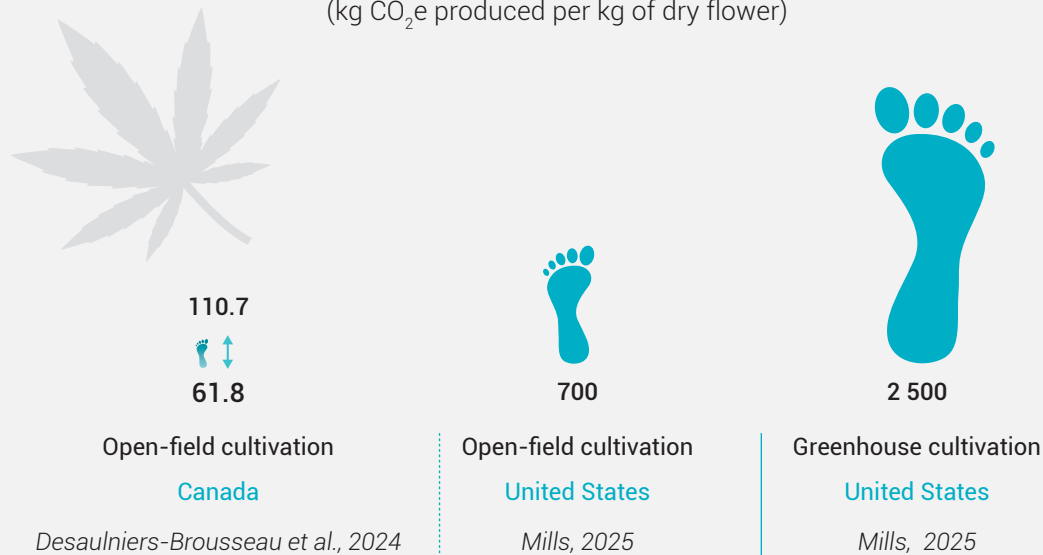 (kg CO₂e produced per kg of dry flower)
110.7
61.8
Open-field cultivation
Canada
Desaulniers-Brousseau et al., 2024
700
Open-field cultivation
United States
Mills, 2025
2 500
Greenhouse cultivation
United States
Mills, 2025